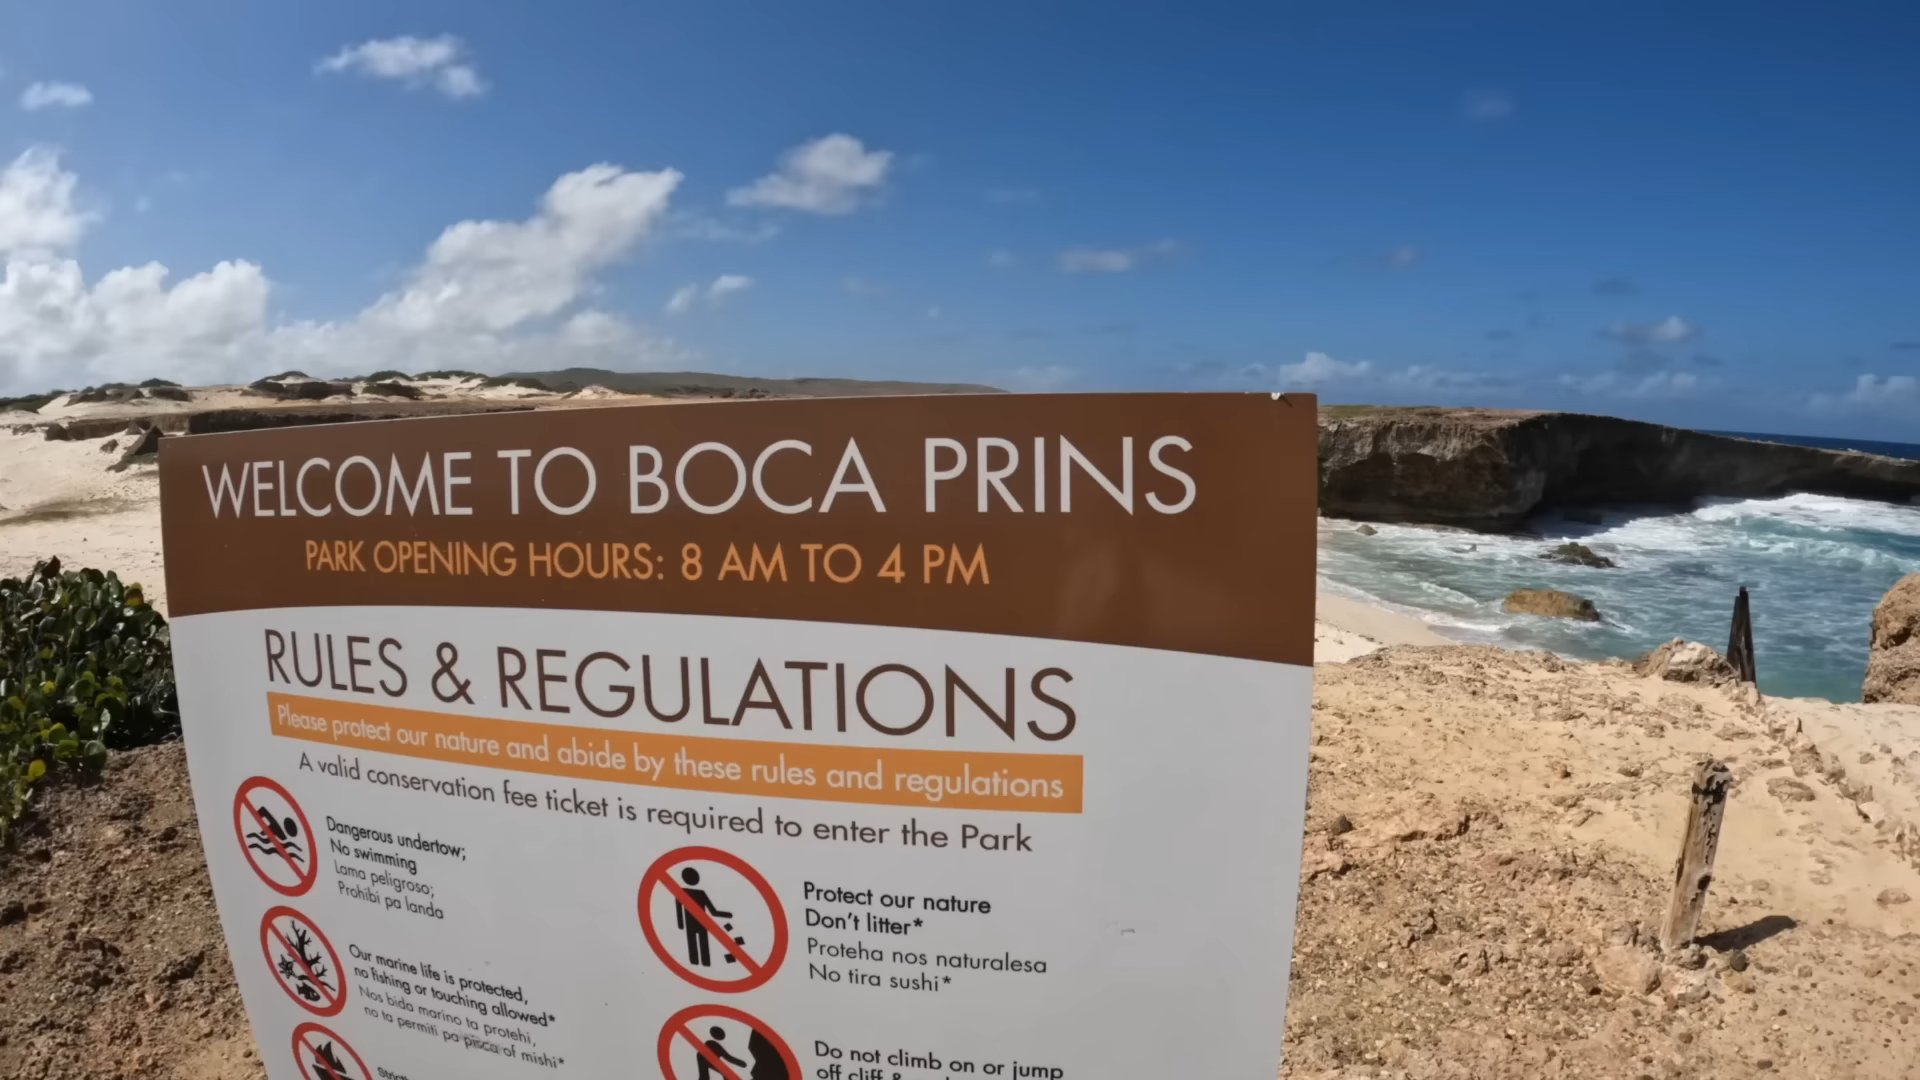 WELCOME TO BOCA PRINS
PARK OPENING HOURS: 8 AM TO 4 PM
RULES & REGULATIONS
Please protect our nature and abide by these rules and regulations
A valid conservation fee ticket is required to enter the Park
Dangerous undertow;
No swimming
Lama peligroso;
Prohibi pa landa
Our marine life is protected,
no fishing or touching allowed*
Nos bida marino ta protehi,
no ta permiti pa pisca of mishi*
Protect our nature
Don't litter*
Proteha nos naturalesa
No tira sushi*
Do not climb on or jump
off cliff &